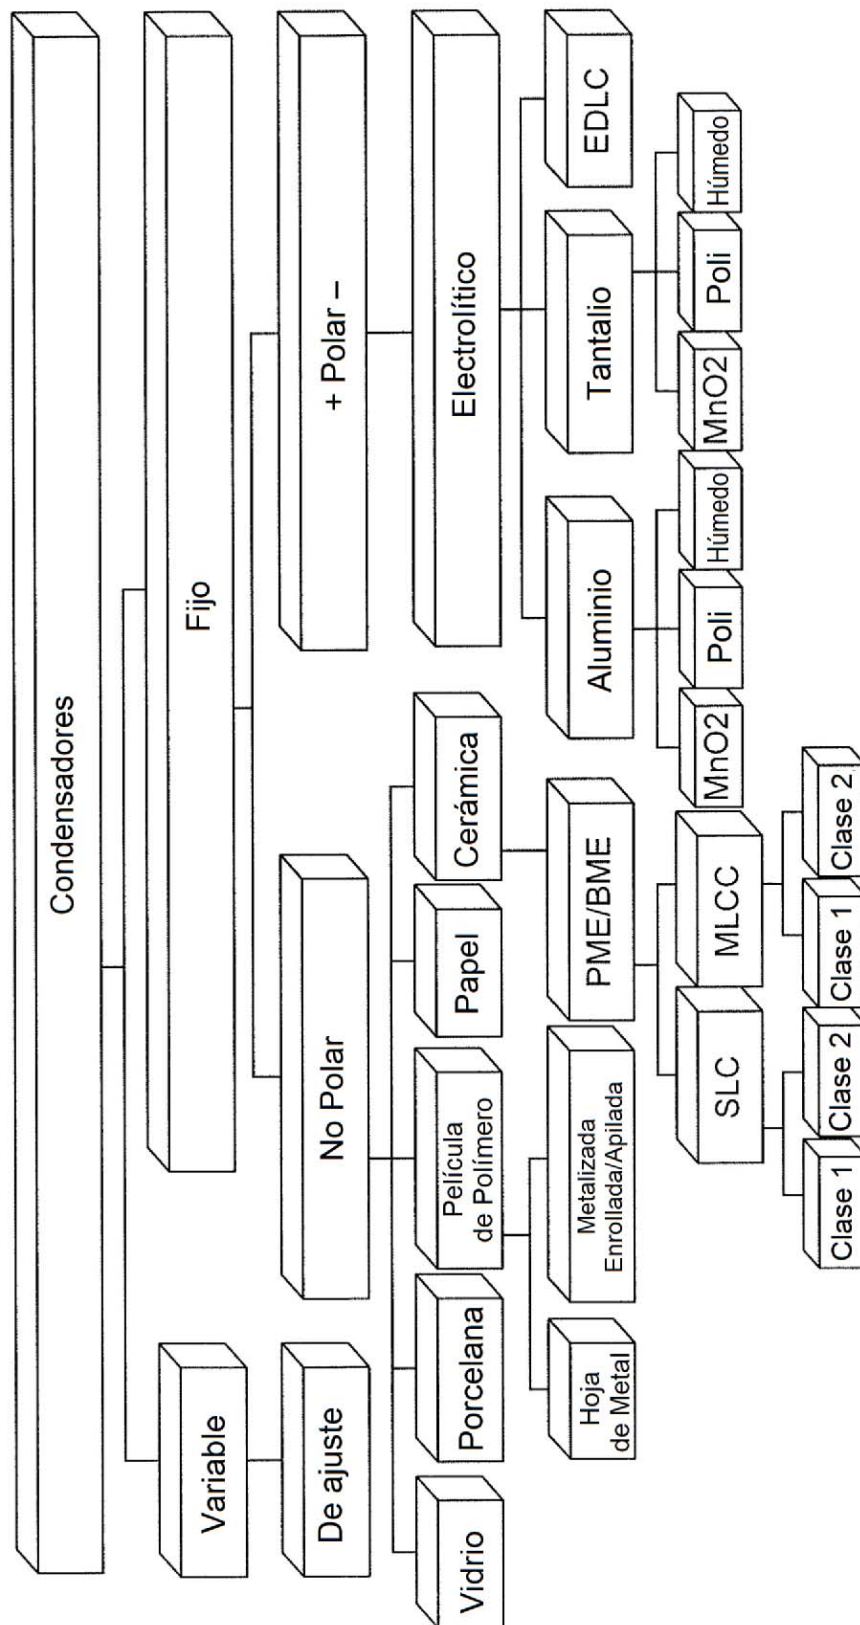 Condensadores
Variable
Fijo
De ajuste
No Polar
+ Polar –
Vidrio
Porcelana
Película
de Polímero
Papel
Cerámica
Electrolítico
Hoja
de Metal
Metalizada
Enrollada/Apilada
PME/BME
Aluminio
Tantalio
EDLC
SLC
MLCC
MnO2
Poli
Húmedo
MnO2
Poli
Húmedo
Clase 1
Clase 2
Clase 1
Clase 2